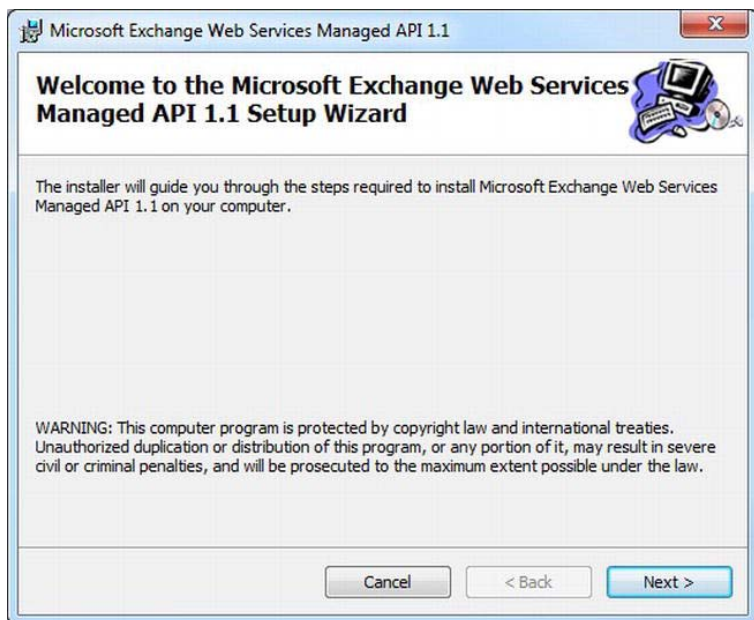 Microsoft Exchange Web Services Managed API 1.1
Welcome to the Microsoft Exchange Web Services
Managed API 1.1 Setup Wizard
The installer will guide you through the steps required to install Microsoft Exchange Web Services
Managed API 1.1 on your computer.
WARNING: This computer program is protected by copyright law and international treaties.
Unauthorized duplication or distribution of this program, or any portion of it, may result in severe
civil or criminal penalties, and will be prosecuted to the maximum extent possible under the law.
Cancel
< Back
Next >